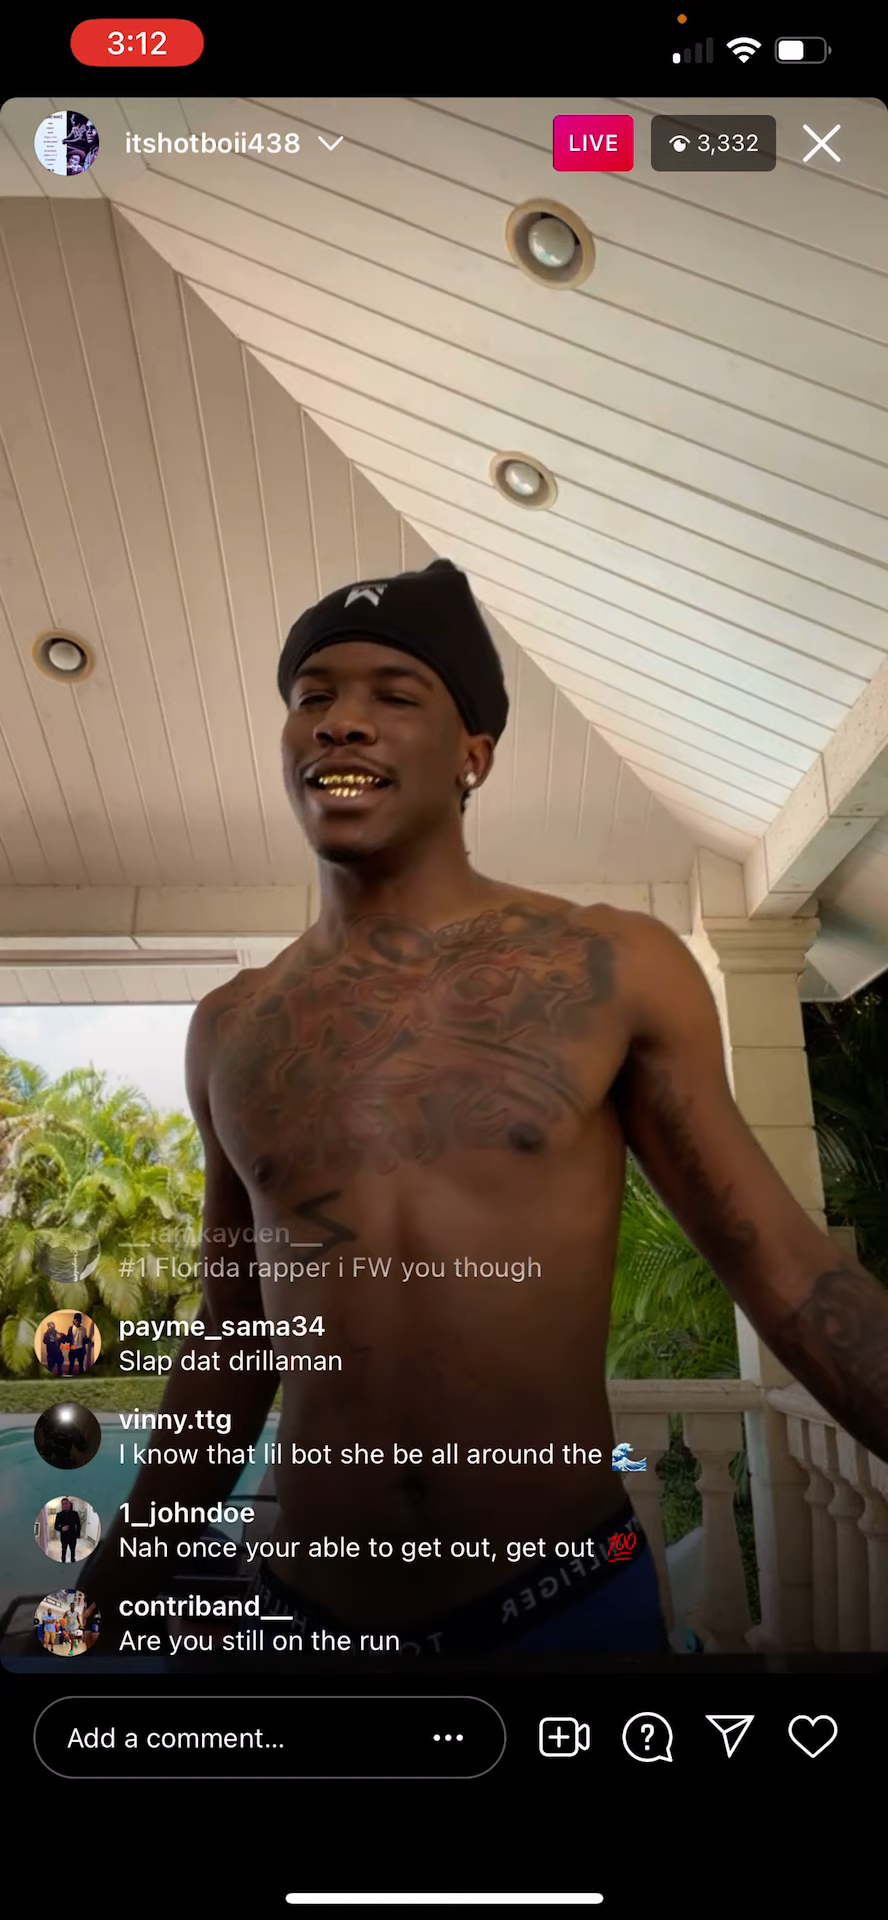 3:12
itshotboii438
LIVE
3,332
__iamkayden__
#1 Florida rapper i FW you though
payme_sama34
Slap dat drillaman
vinny.ttg
I know that lil bot she be all around the 🌊
1_johndoe
Nah once your able to get out, get out 💯
contriband__
Are you still on the run
Add a comment...